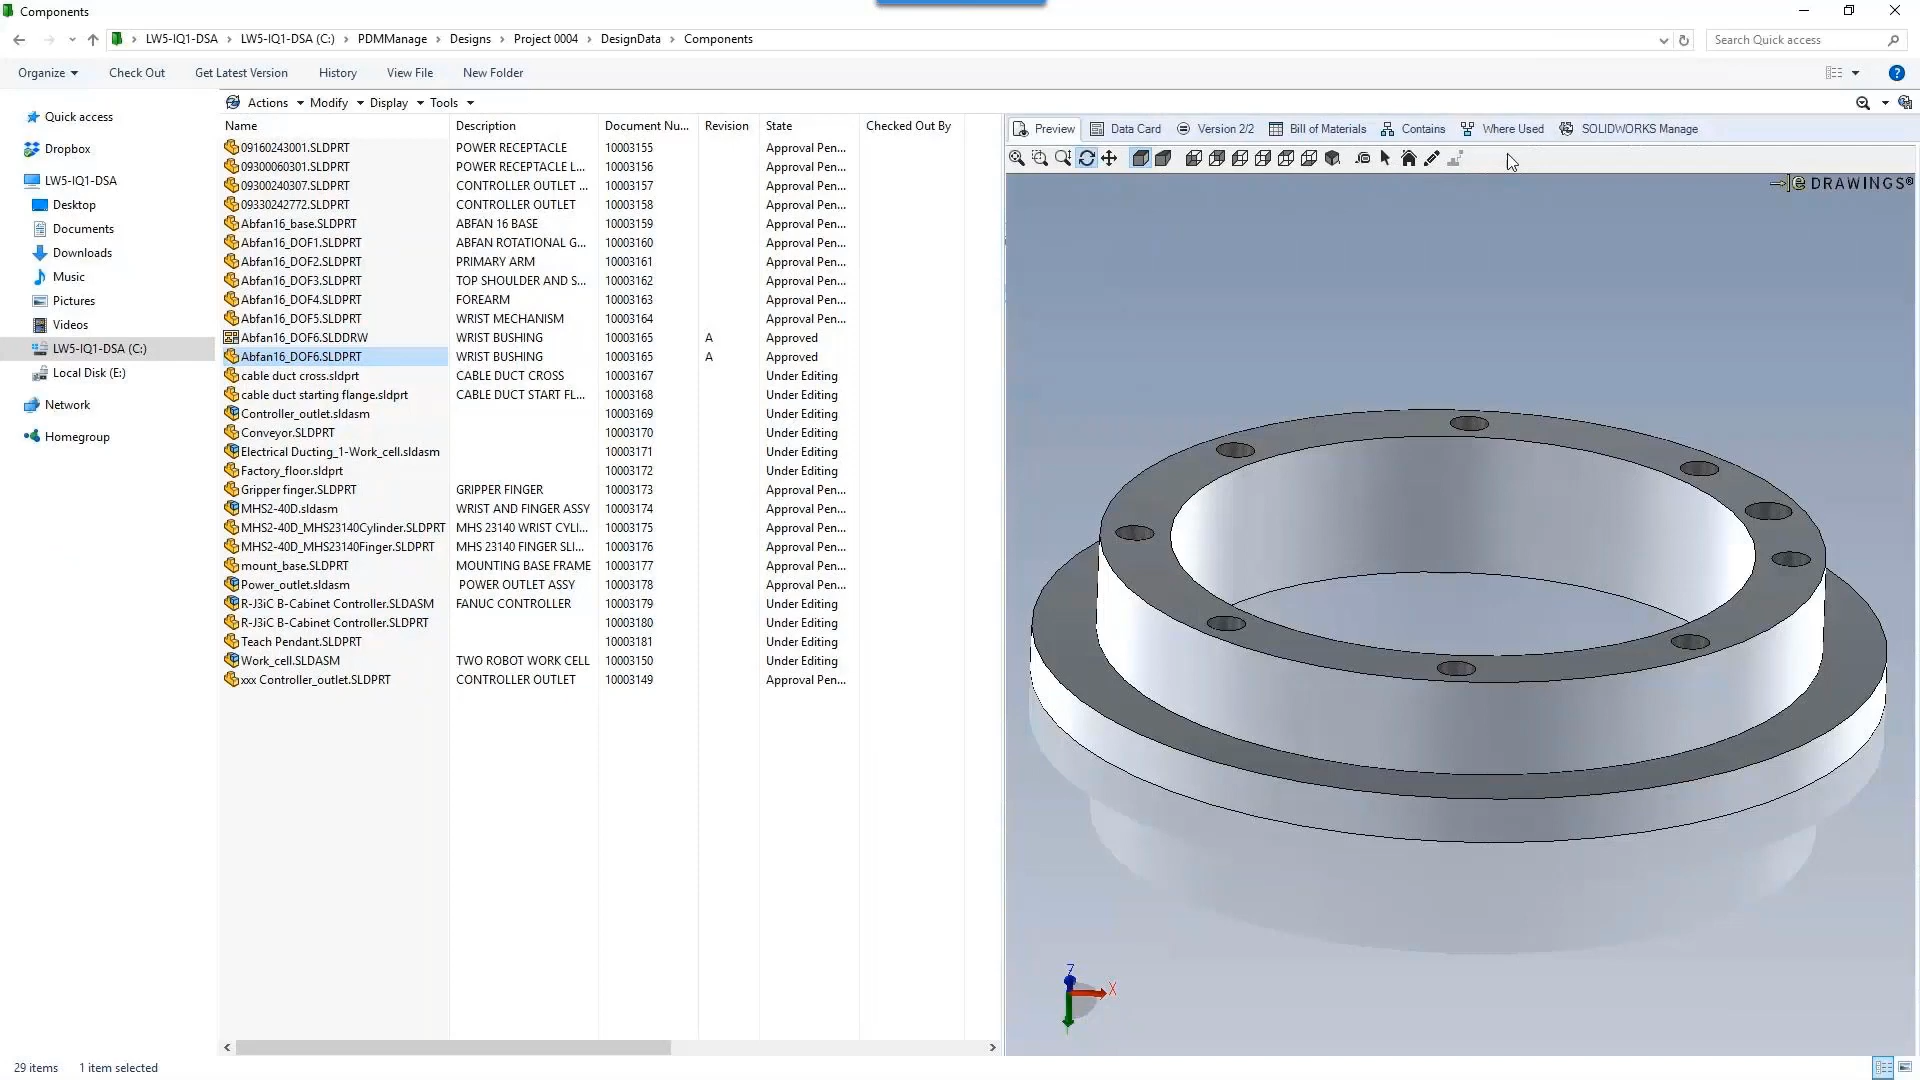 Components
LW5-IQ1-DSA > LW5-IQ1-DSA (C:) > PDMManage > Designs > Project 0004 > DesignData > Components
Search Quick access
Organize Check Out Get Latest Version History View File New Folder
Quick access
Dropbox
LW5-IQ1-DSA
Desktop
Documents
Downloads
Music
Pictures
Videos
LW5-IQ1-DSA (C:)
Local Disk (E:)
Network
Homegroup
Actions Modify Display Tools
Name Description Document Nu... Revision State Checked Out By
09160243001.SLDPRT POWER RECEPTACLE 10003155 Approval Pen...
09300060301.SLDPRT POWER RECEPTACLE L... 10003156 Approval Pen...
09300240307.SLDPRT CONTROLLER OUTLET ... 10003157 Approval Pen...
09330242772.SLDPRT CONTROLLER OUTLET 10003158 Approval Pen...
Abfan16_base.SLDPRT ABFAN 16 BASE 10003159 Approval Pen...
Abfan16_DOF1.SLDPRT ABFAN ROTATIONAL G... 10003160 Approval Pen...
Abfan16_DOF2.SLDPRT PRIMARY ARM 10003161 Approval Pen...
Abfan16_DOF3.SLDPRT TOP SHOULDER AND S... 10003162 Approval Pen...
Abfan16_DOF4.SLDPRT FOREARM 10003163 Approval Pen...
Abfan16_DOF5.SLDPRT WRIST MECHANISM 10003164 Approval Pen...
Abfan16_DOF6.SLDDRW WRIST BUSHING 10003165 A Approved
Abfan16_DOF6.SLDPRT WRIST BUSHING 10003165 A Approved
cable duct cross.sldprt CABLE DUCT CROSS 10003167 Under Editing
cable duct starting flange.sldprt CABLE DUCT START FL... 10003168 Under Editing
Controller_outlet.sldasm 10003169 Under Editing
Conveyor.SLDPRT 10003170 Under Editing
Electrical Ducting_1-Work_cell.sldasm 10003171 Under Editing
Factory_floor.sldprt 10003172 Under Editing
Gripper finger.SLDPRT GRIPPER FINGER 10003173 Approval Pen...
MHS2-40D.sldasm WRIST AND FINGER ASSY 10003174 Approval Pen...
MHS2-40D_MHS23140Cylinder.SLDPRT MHS 23140 WRIST CYLI... 10003175 Approval Pen...
MHS2-40D_MHS23140Finger.SLDPRT MHS 23140 FINGER SLI... 10003176 Approval Pen...
mount_base.SLDPRT MOUNTING BASE FRAME 10003177 Approval Pen...
Power_outlet.sldasm POWER OUTLET ASSY 10003178 Approval Pen...
R-J3iC B-Cabinet Controller.SLDASM FANUC CONTROLLER 10003179 Under Editing
R-J3iC B-Cabinet Controller.SLDPRT 10003180 Under Editing
Teach Pendant.SLDPRT 10003181 Under Editing
Work_cell.SLDASM TWO ROBOT WORK CELL 10003150 Under Editing
xxx Controller_outlet.SLDPRT CONTROLLER OUTLET 10003149 Approval Pen...
Preview Data Card Version 2/2 Bill of Materials Contains Where Used SOLIDWORKS Manage
eDRAWINGS®
Z
X
29 items 1 item selected